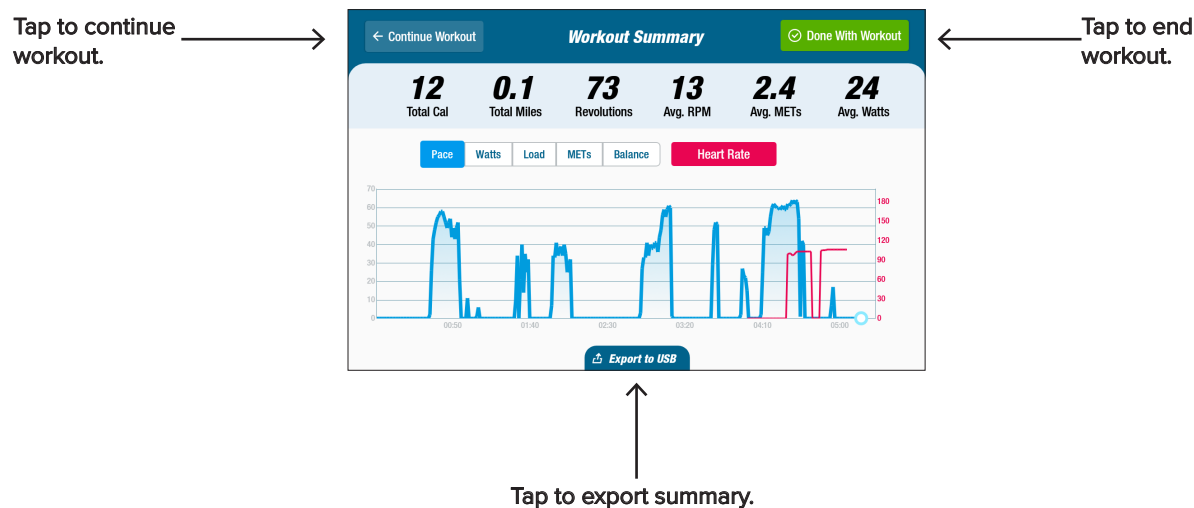 Tap to continue
workout.
← Continue Workout
Workout Summary
Done With Workout
Tap to end
workout.
12 0.1 73 13 2.4 24
Total Cal Total Miles Revolutions Avg. RPM Avg. METs Avg. Watts
Pace Watts Load METs Balance Heart Rate
70
60
50
40
30
20
10
0
180
150
120
90
60
30
0
00:50 01:40 02:30 03:20 04:10 05:00
Export to USB
Tap to export summary.